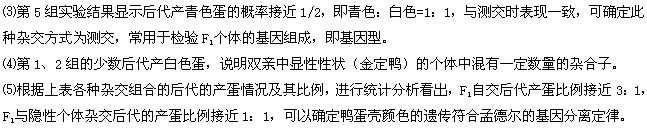 (3)第5组实验结果显示后代产青色蛋的概率接近1/2，即青色：白色=1：1，与测交时表现一致，可确定此
种杂交方式为测交，常用于检验F₁个体的基因组成，即基因型。
(4)第1、2组的少数后代产白色蛋，说明双亲中显性性状（金定鸭）的个体中混有一定数量的杂合子。
(5)根据上表各种杂交组合的后代的产蛋情况及其比例，进行统计分析看出，F₁自交后代产蛋比例接近3：1，
F₁与隐性个体杂交后代的产蛋比例接近1：1，可以确定鸭蛋壳颜色的遗传符合孟德尔的基因分离定律。